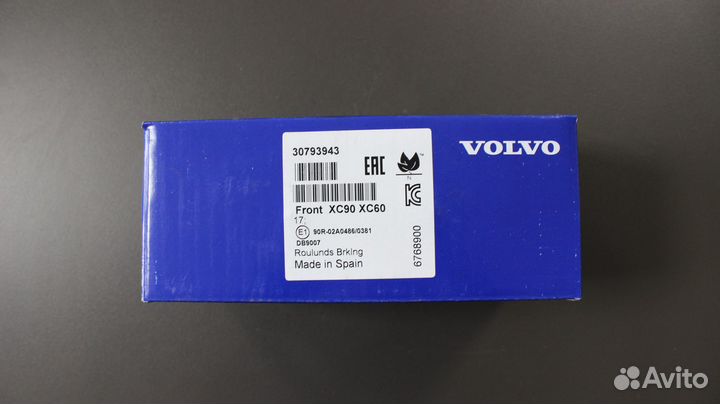 30793943
EAC
VOLVO
N
Front XC90 XC60
17;
E1 90R-02A0486/0381
DB9007
Roulunds Brking
Made in Spain
6768900
Avito